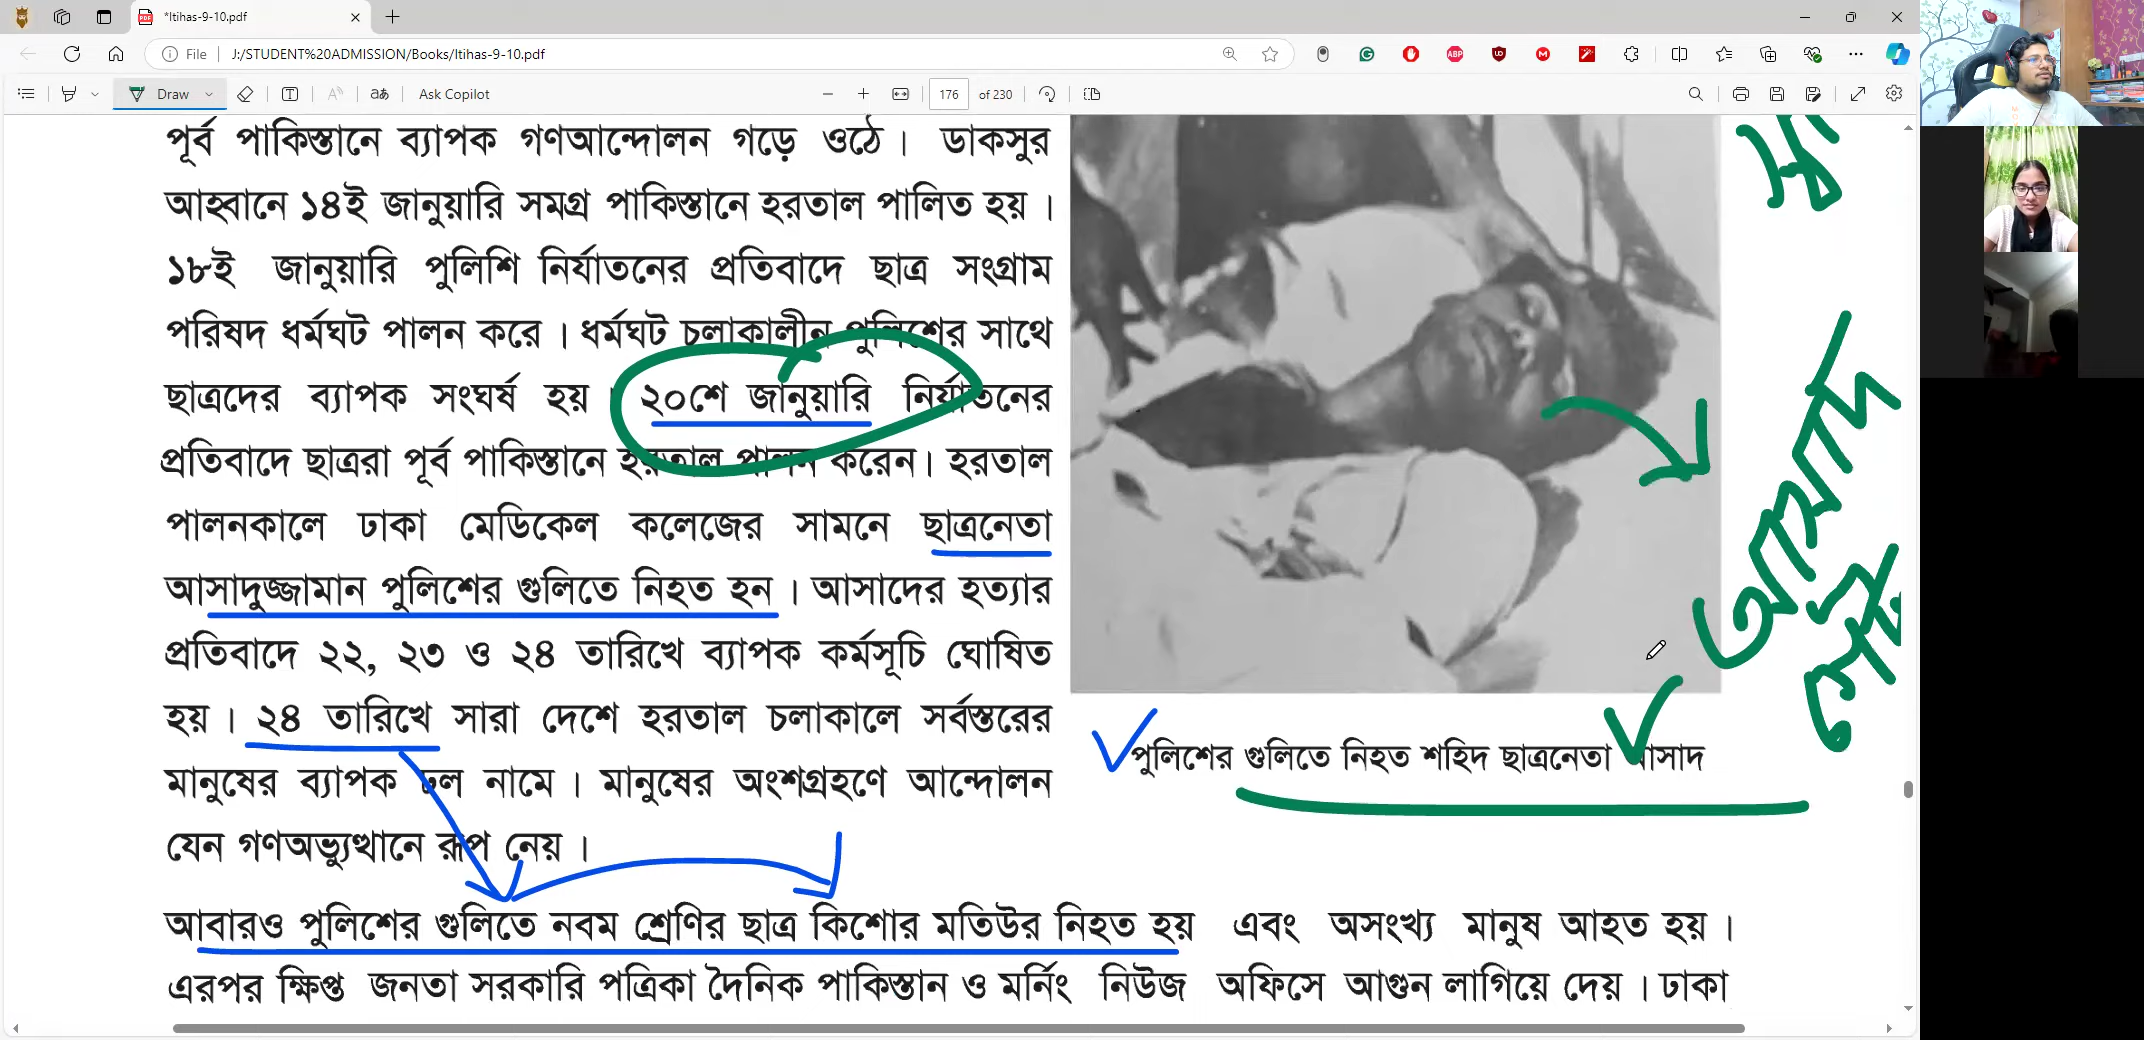 *Itihas-9-10.pdf
File J:/STUDENT%20ADMISSION/Books/Itihas-9-10.pdf
Draw Ask Copilot 176 of 230
পূর্ব পাকিস্তানে ব্যাপক গণআন্দোলন গড়ে ওঠে । ডাকসুর
আহ্বানে ১৪ই জানুয়ারি সমগ্র পাকিস্তানে হরতাল পালিত হয় ।
১৮ই জানুয়ারি পুলিশি নির্যাতনের প্রতিবাদে ছাত্র সংগ্রাম
পরিষদ ধর্মঘট পালন করে । ধর্মঘট চলাকালীন পুলিশের সাথে
ছাত্রদের ব্যাপক সংঘর্ষ হয় । ২০শে জানুয়ারি নির্যাতনের
প্রতিবাদে ছাত্ররা পূর্ব পাকিস্তানে হরতাল পালন করেন। হরতাল
পালনকালে ঢাকা মেডিকেল কলেজের সামনে ছাত্রনেতা
আসাদুজ্জামান পুলিশের গুলিতে নিহত হন । আসাদের হত্যার
প্রতিবাদে ২২, ২৩ ও ২৪ তারিখে ব্যাপক কর্মসূচি ঘোষিত
হয় । ২৪ তারিখে সারা দেশে হরতাল চলাকালে সর্বস্তরের
মানুষের ব্যাপক ঢল নামে । মানুষের অংশগ্রহণে আন্দোলন
যেন গণঅভ্যুত্থানে রূপ নেয় ।
পুলিশের গুলিতে নিহত শহিদ ছাত্রনেতা আসাদ
আবারও পুলিশের গুলিতে নবম শ্রেণির ছাত্র কিশোর মতিউর নিহত হয় এবং অসংখ্য মানুষ আহত হয় ।
এরপর ক্ষিপ্ত জনতা সরকারি পত্রিকা দৈনিক পাকিস্তান ও মর্নিং নিউজ অফিসে আগুন লাগিয়ে দেয় । ঢাকা